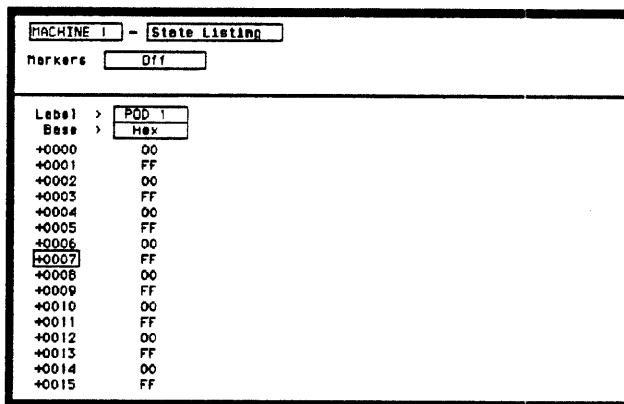 MACHINE 1 - State Listing
Markers Off
Label > POD 1
Base > Hex
+0000 00
+0001 FF
+0002 00
+0003 FF
+0004 00
+0005 FF
+0006 00
+0007 FF
+0008 00
+0009 FF
+0010 00
+0011 FF
+0012 00
+0013 FF
+0014 00
+0015 FF